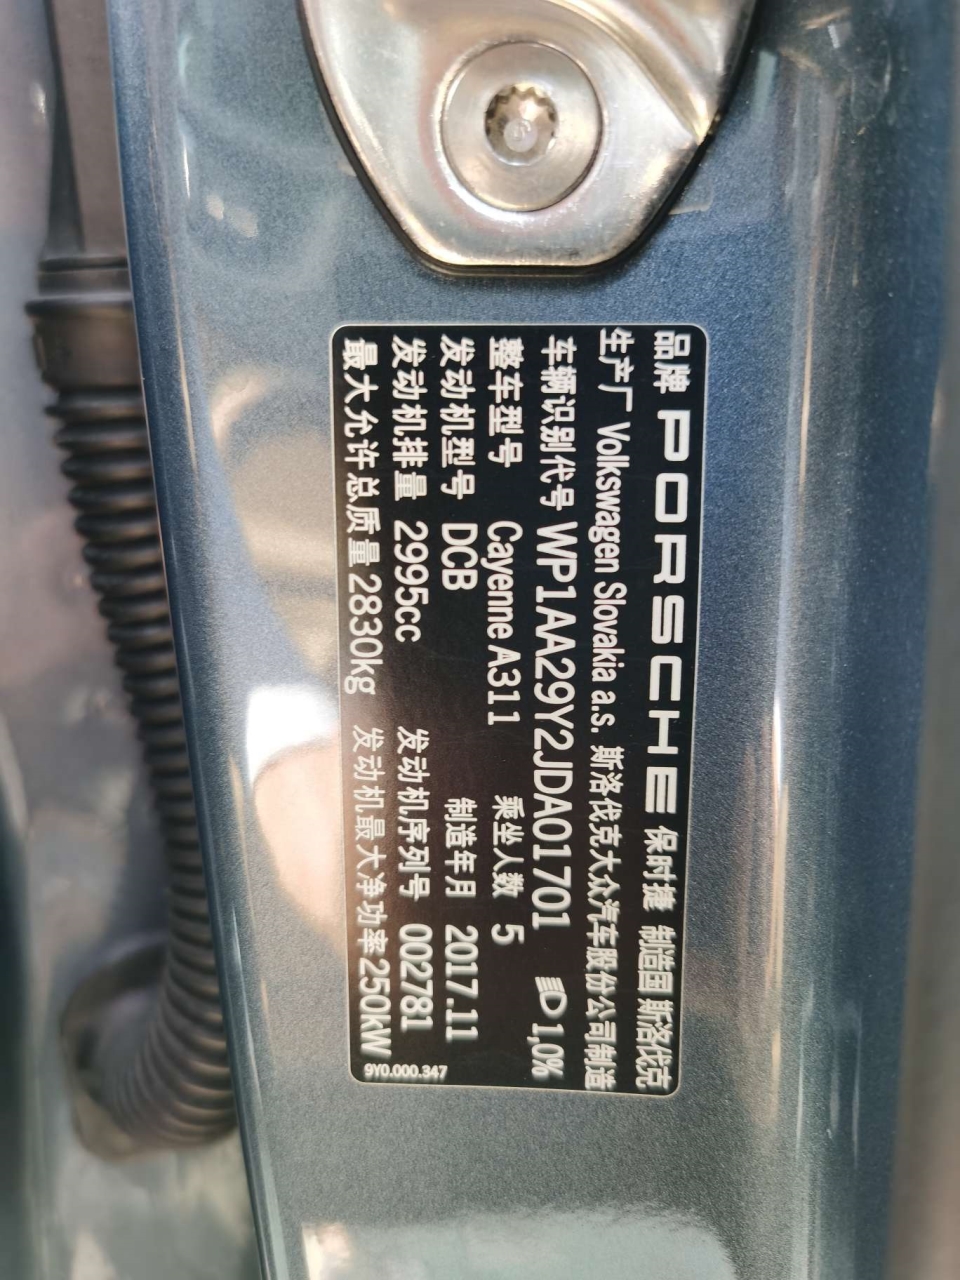 品牌 PORSCHE 保时捷 制造国 斯洛伐克
生产厂 Volkswagen Slovakia a.s. 斯洛伐克大众汽车股份公司制造
车辆识别代号 WP1AA29Y2JDA01701 1,0%
整车型号 Cayenne A311 乘坐人数 5
发动机型号 DCB 制造年月 2017.11
发动机排量 2995cc 发动机序列号 002781
最大允许总质量 2830kg 发动机最大净功率 250kW
9Y0.000.347